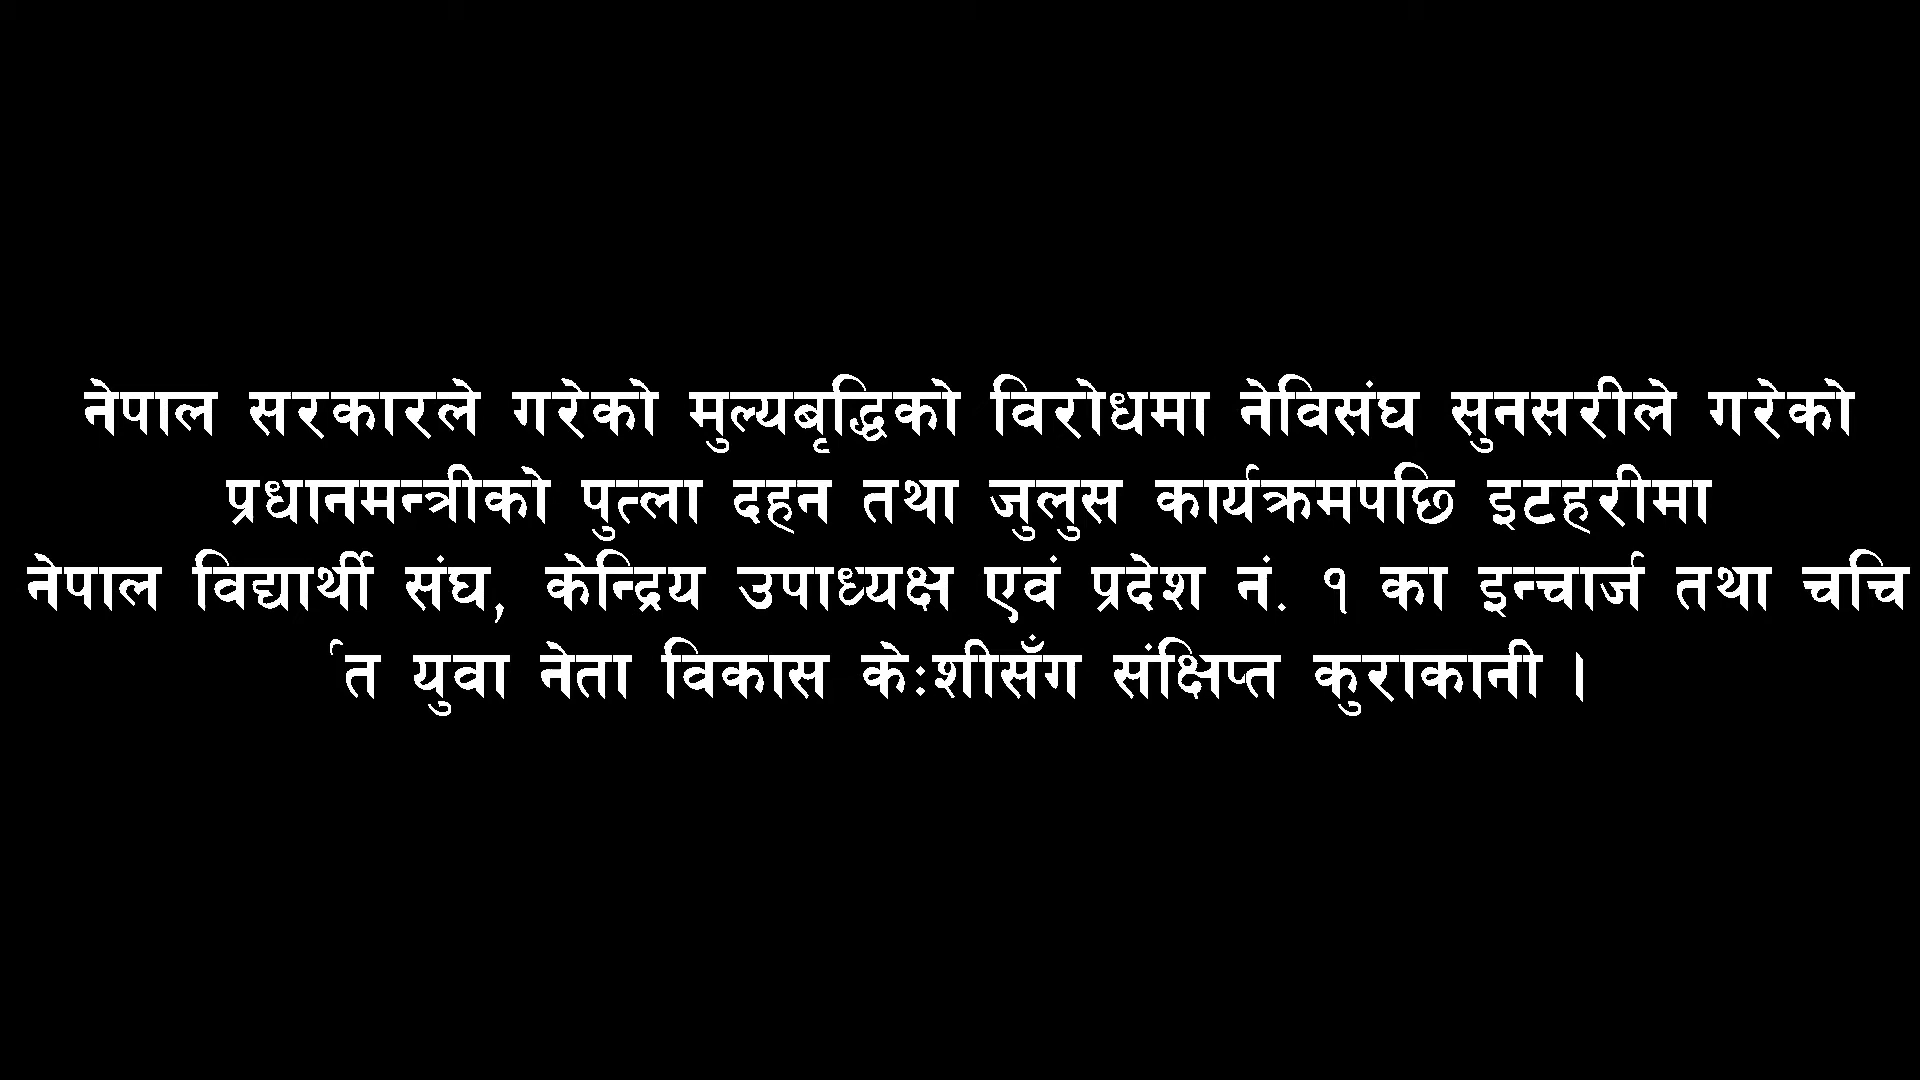 नेपाल सरकारले गरेको मुल्यबृद्धिको विरोधमा नेविसंघ सुनसरीले गरेको
प्रधानमन्त्रीको पुत्ला दहन तथा जुलुस कार्यक्रमपछि इटहरीमा
नेपाल विद्यार्थी संघ, केन्द्रिय उपाध्यक्ष एवं प्रदेश नं. १ का इन्चार्ज तथा चचि
र्त युवा नेता विकास केःशीसँग संक्षिप्त कुराकानी ।